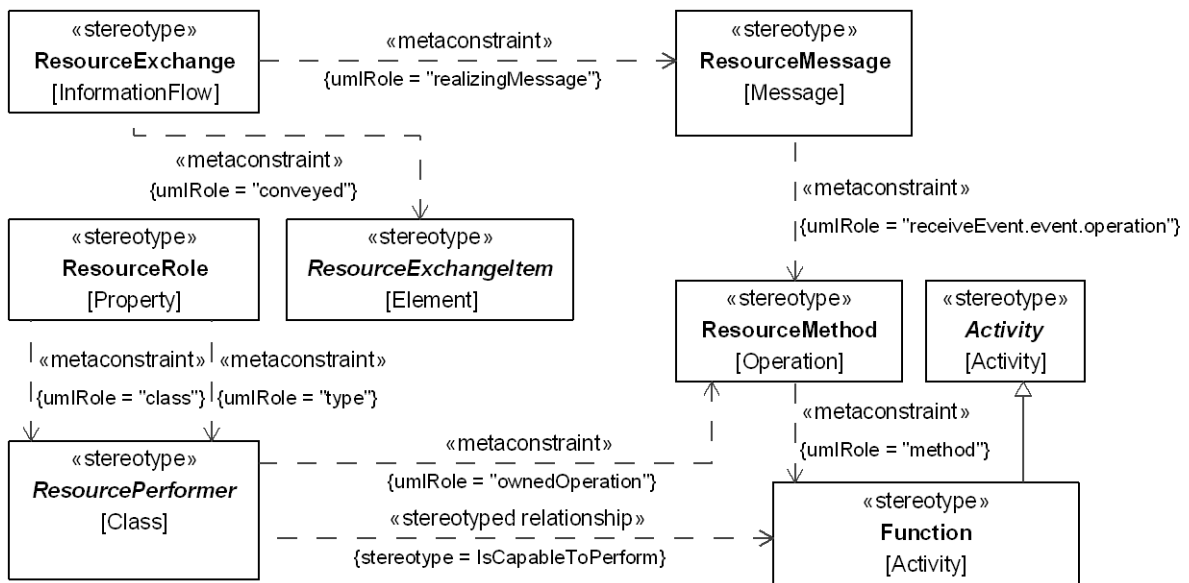 «stereotype»
ResourceExchange
[InformationFlow]
«metaconstraint»
{umlRole = "realizingMessage"}
«stereotype»
ResourceMessage
[Message]
«metaconstraint»
{umlRole = "conveyed"}
«metaconstraint»
{umlRole = "receiveEvent.event.operation"}
«stereotype»
ResourceRole
[Property]
«stereotype»
ResourceExchangeItem
[Element]
«stereotype»
ResourceMethod
[Operation]
«stereotype»
Activity
[Activity]
«metaconstraint»
{umlRole = "class"}
«metaconstraint»
{umlRole = "type"}
«metaconstraint»
{umlRole = "method"}
«stereotype»
ResourcePerformer
[Class]
«metaconstraint»
{umlRole = "ownedOperation"}
«stereotyped relationship»
{stereotype = IsCapableToPerform}
«stereotype»
Function
[Activity]